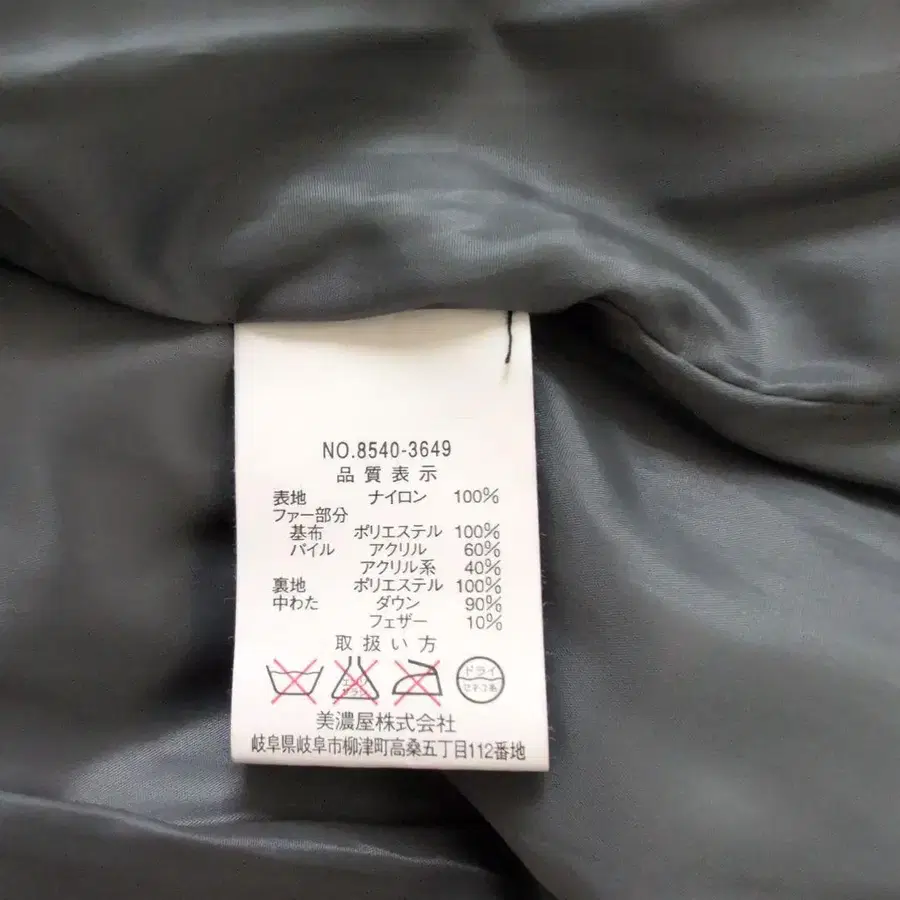 NO.8540-3649
品質表示
表地 ナイロン 100%
ファー部分
基布 ポリエステル 100%
パイル アクリル 60%
アクリル系 40%
裏地 ポリエステル 100%
中わた ダウン 90%
フェザー 10%
取扱い方
ドライ
セキユ系
美濃屋株式会社
岐阜県岐阜市柳津町高桑五丁目112番地